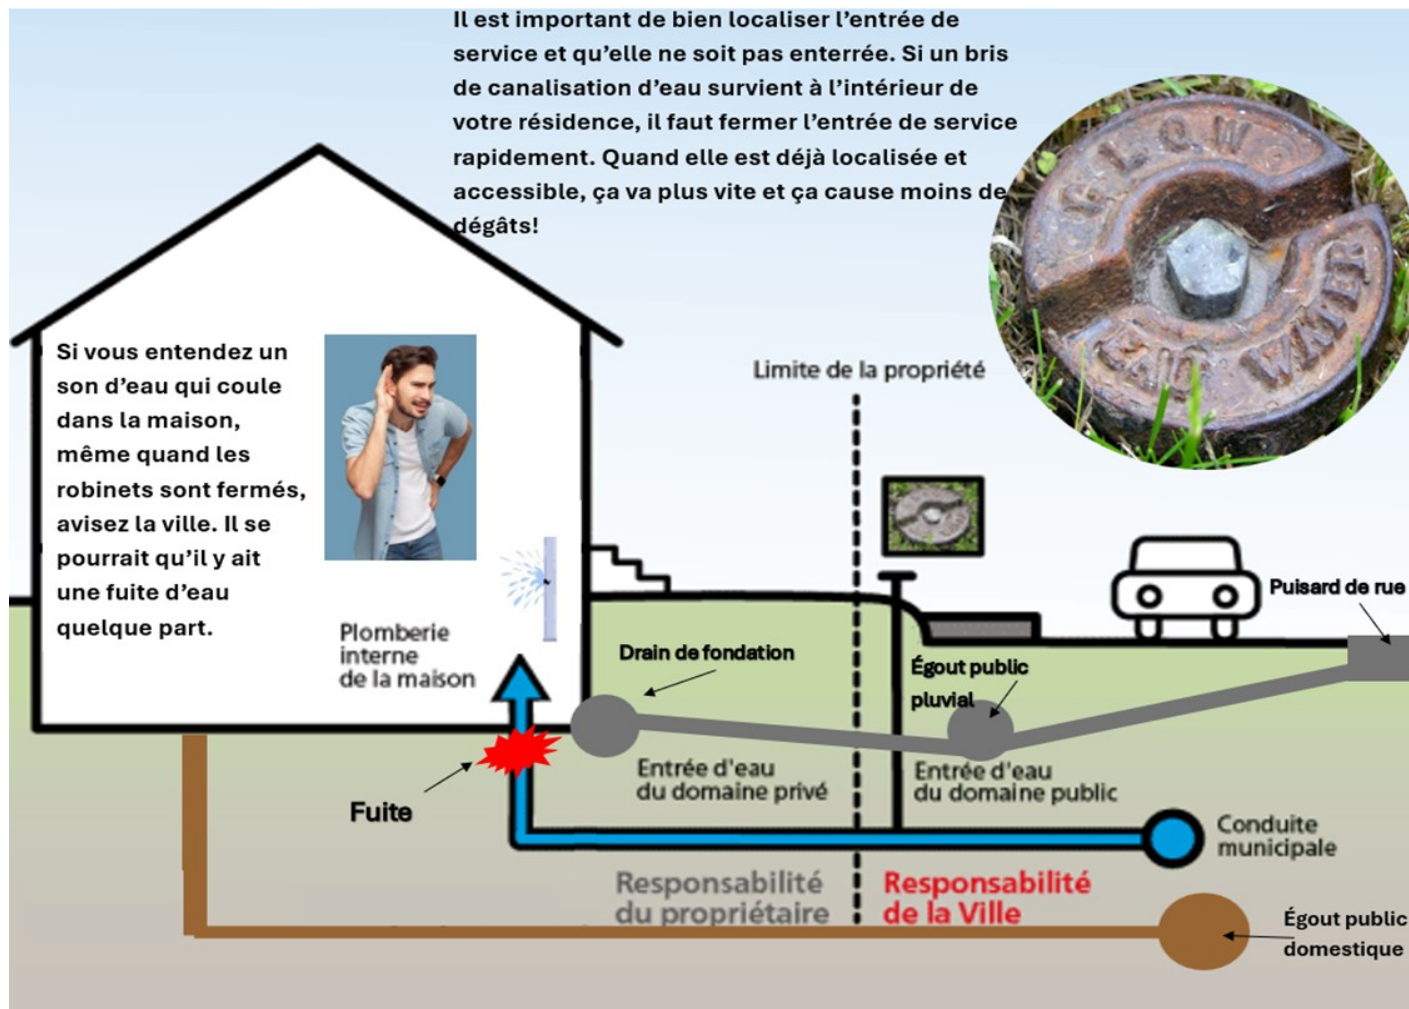 Il est important de bien localiser l’entrée de
service et qu’elle ne soit pas enterrée. Si un bris
de canalisation d’eau survient à l’intérieur de
votre résidence, il faut fermer l’entrée de service
rapidement. Quand elle est déjà localisée et
accessible, ça va plus vite et ça cause moins de
dégâts!
WATER
Si vous entendez un
son d’eau qui coule
dans la maison,
même quand les
robinets sont fermés,
avisez la ville. Il se
pourrait qu’il y ait
une fuite d’eau
quelque part.
Limite de la propriété
Puisard de rue
Plomberie
interne
de la maison
Drain de fondation
Égout public
pluvial
Entrée d'eau
du domaine privé
Entrée d'eau
du domaine public
Fuite
Conduite
municipale
Responsabilité
du propriétaire
Responsabilité
de la Ville
Égout public
domestique